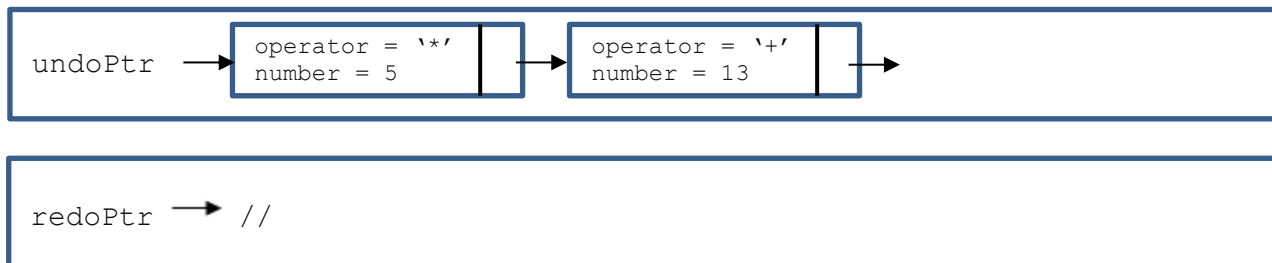 operator = ‘*’ operator = ‘+’
undoPtr number = 5 number = 13
redoPtr //